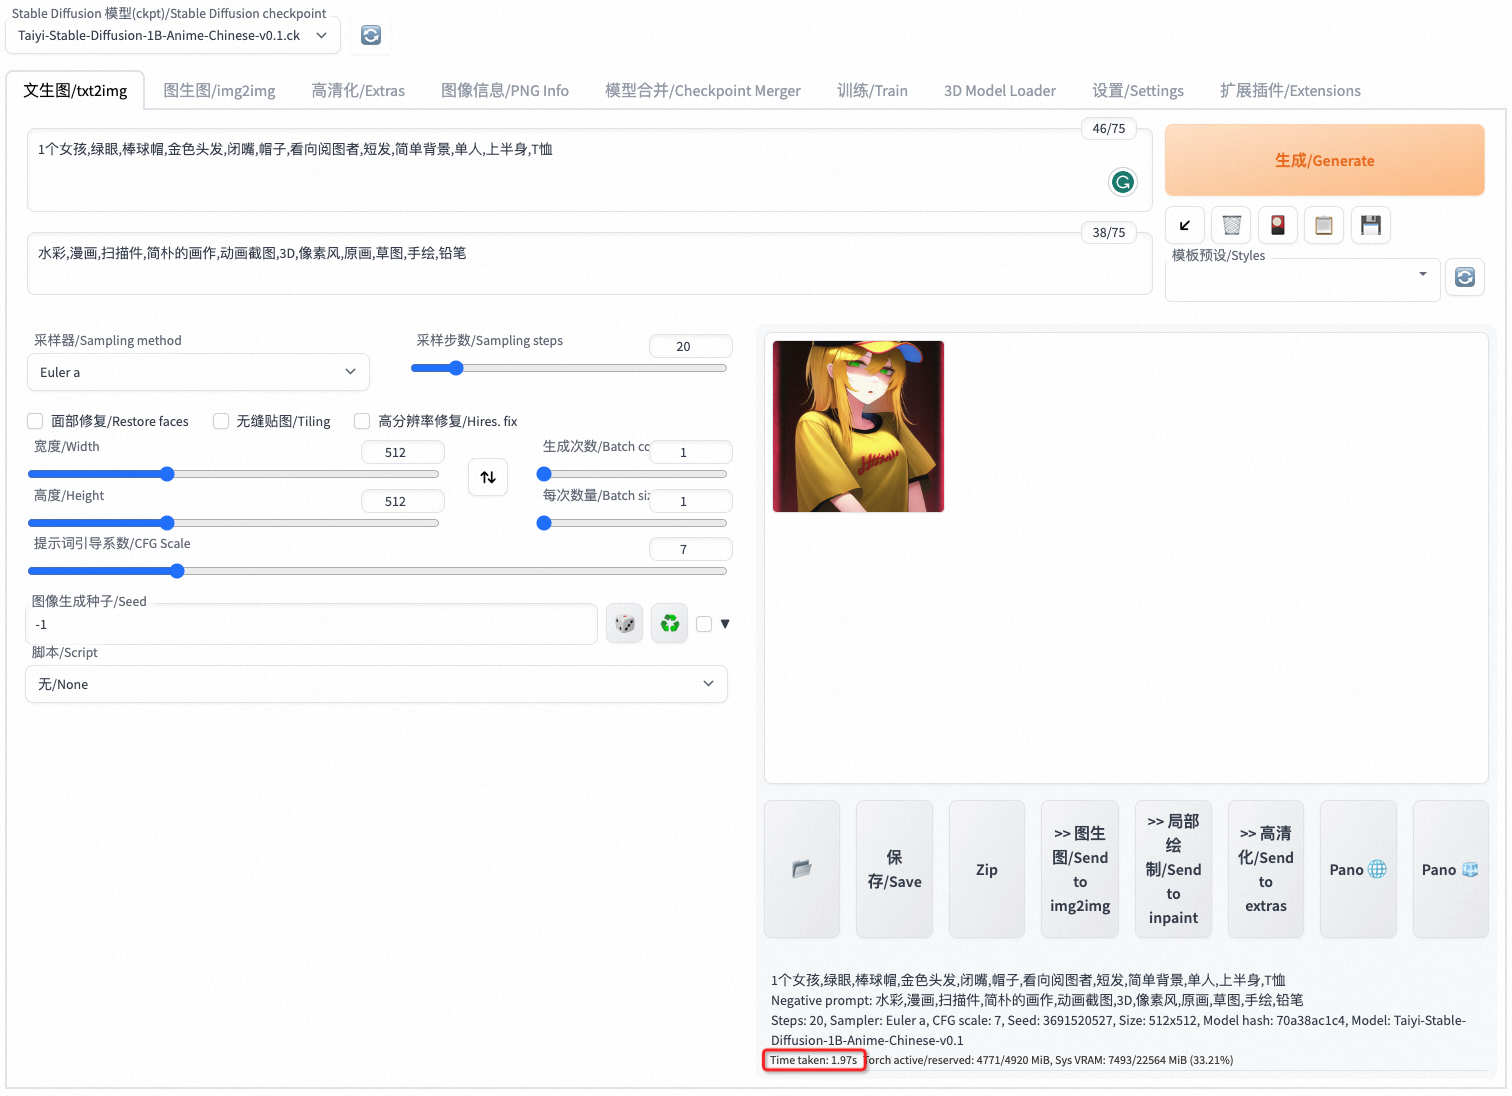 Stable Diffusion 模型(ckpt)/Stable Diffusion checkpoint
Taiyi-Stable-Diffusion-1B-Anime-Chinese-v0.1.ck
文生图/txt2img
图生图/img2img
高清化/Extras
图像信息/PNG Info
模型合并/Checkpoint Merger
训练/Train
3D Model Loader
设置/Settings
扩展插件/Extensions
46/75
1个女孩,绿眼,棒球帽,金色头发,闭嘴,帽子,看向阅图者,短发,简单背景,单人,上半身,T恤
生成/Generate
38/75
水彩,漫画,扫描件,简朴的画作,动画截图,3D,像素风,原画,草图,手绘,铅笔
模板预设/Styles
采样器/Sampling method
Euler a
采样步数/Sampling steps
20
面部修复/Restore faces
无缝贴图/Tiling
高分辨率修复/Hires. fix
宽度/Width
512
生成次数/Batch co
1
高度/Height
512
每次数量/Batch siz
1
提示词引导系数/CFG Scale
7
图像生成种子/Seed
-1
脚本/Script
无/None
保
存/Save
Zip
>> 图生
图/Send
to
img2img
>> 局部
绘
制/Send
to
inpaint
>> 高清
化/Send
to
extras
Pano
Pano
1个女孩,绿眼,棒球帽,金色头发,闭嘴,帽子,看向阅图者,短发,简单背景,单人,上半身,T恤
Negative prompt: 水彩,漫画,扫描件,简朴的画作,动画截图,3D,像素风,原画,草图,手绘,铅笔
Steps: 20, Sampler: Euler a, CFG scale: 7, Seed: 3691520527, Size: 512x512, Model hash: 70a38ac1c4, Model: Taiyi-Stable-
Diffusion-1B-Anime-Chinese-v0.1
Time taken: 1.97s Torch active/reserved: 4771/4920 MiB, Sys VRAM: 7493/22564 MiB (33.21%)